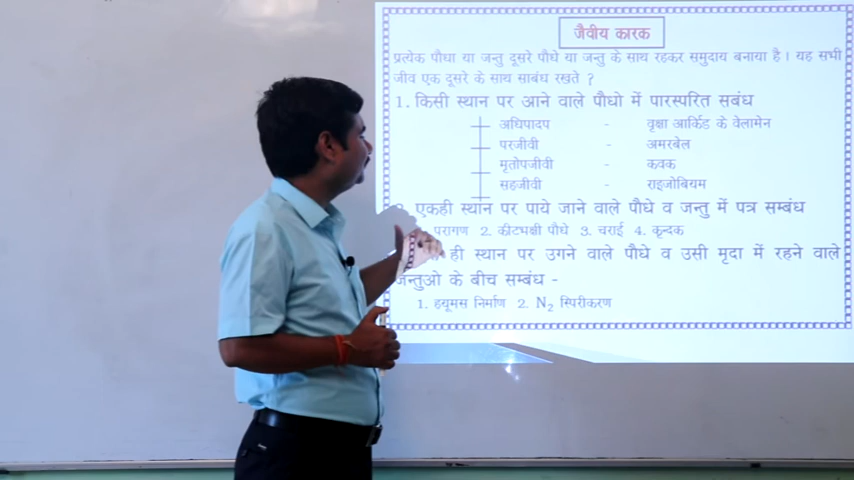 जैवीय कारक
प्रत्येक पौधा या जन्तु दूसरे पौधे या जन्तु के साथ रहकर समुदाय बनाया है। यह सभी
जीव एक दूसरे के साथ साबंध रखते ?
1. किसी स्थान पर आने वाले पौधो में पारस्परित सबंध
अधिपादप - वृक्षा आर्किड के वेलामेन
परजीवी - अमरबेल
मृतोपजीवी - कवक
सहजीवी - राइजोबियम
एकही स्थान पर पाये जाने वाले पौधे व जन्तु में पत्र सम्बंध
परागण 2. कीटभक्षी पौधे 3. चराई 4. कृन्दक
ही स्थान पर उगने वाले पौधे व उसी मृदा में रहने वाले
जन्तुओ के बीच सम्बंध -
1. हयूमस निर्माण 2. N₂ स्पिरीकरण